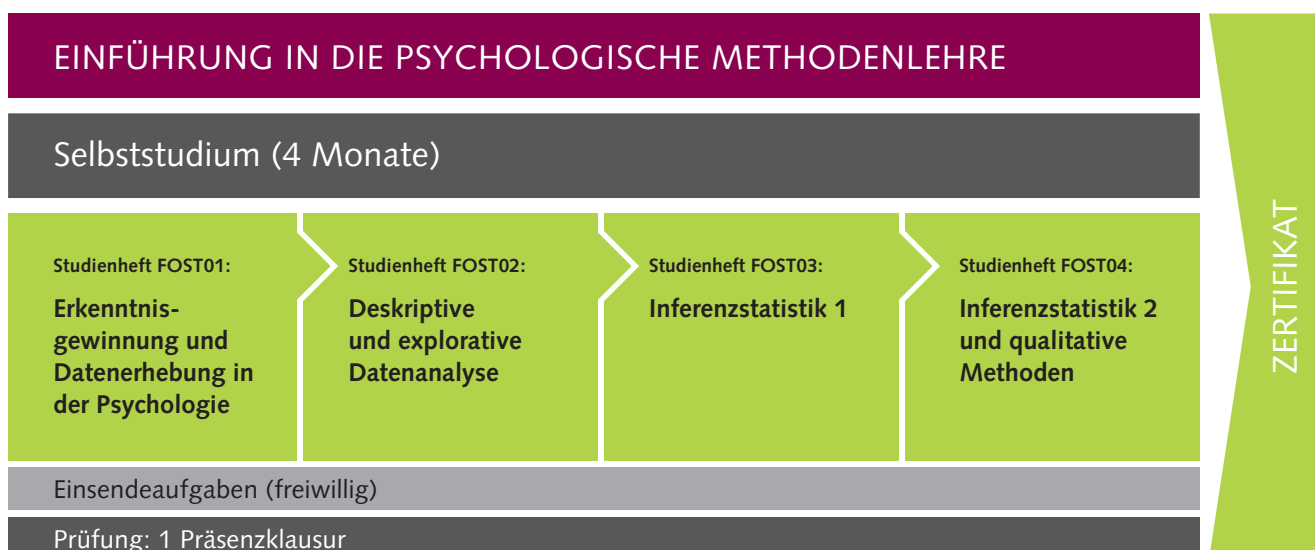 EINFÜHRUNG IN DIE PSYCHOLOGISCHE METHODENLEHRE
Selbststudium (4 Monate)
Studienheft FOST01:
Erkenntnis-
gewinnung und
Datenerhebung in
der Psychologie
Studienheft FOST02:
Deskriptive
und explorative
Datenanalyse
Studienheft FOST03:
Inferenzstatistik 1
Studienheft FOST04:
Inferenzstatistik 2
und qualitative
Methoden
Einsendeaufgaben (freiwillig)
Prüfung: 1 Präsenzklausur
ZERTIFIKAT